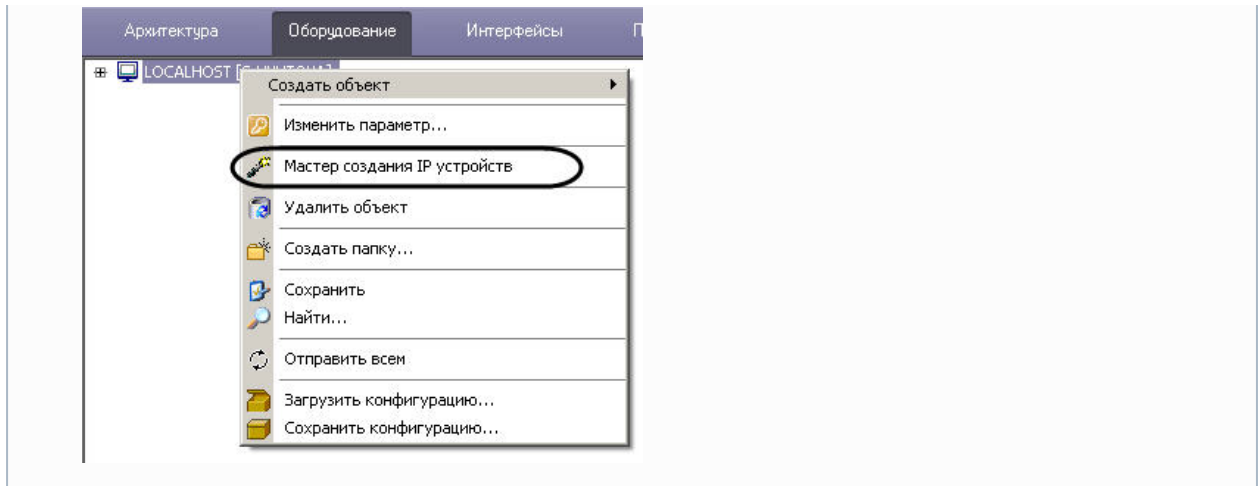 Архитектура Оборудование Интерфейсы П
LOCALHOST
Создать объект
Изменить параметр...
Мастер создания IP устройств
Удалить объект
Создать папку...
Сохранить
Найти...
Отправить всем
Загрузить конфигурацию...
Сохранить конфигурацию...